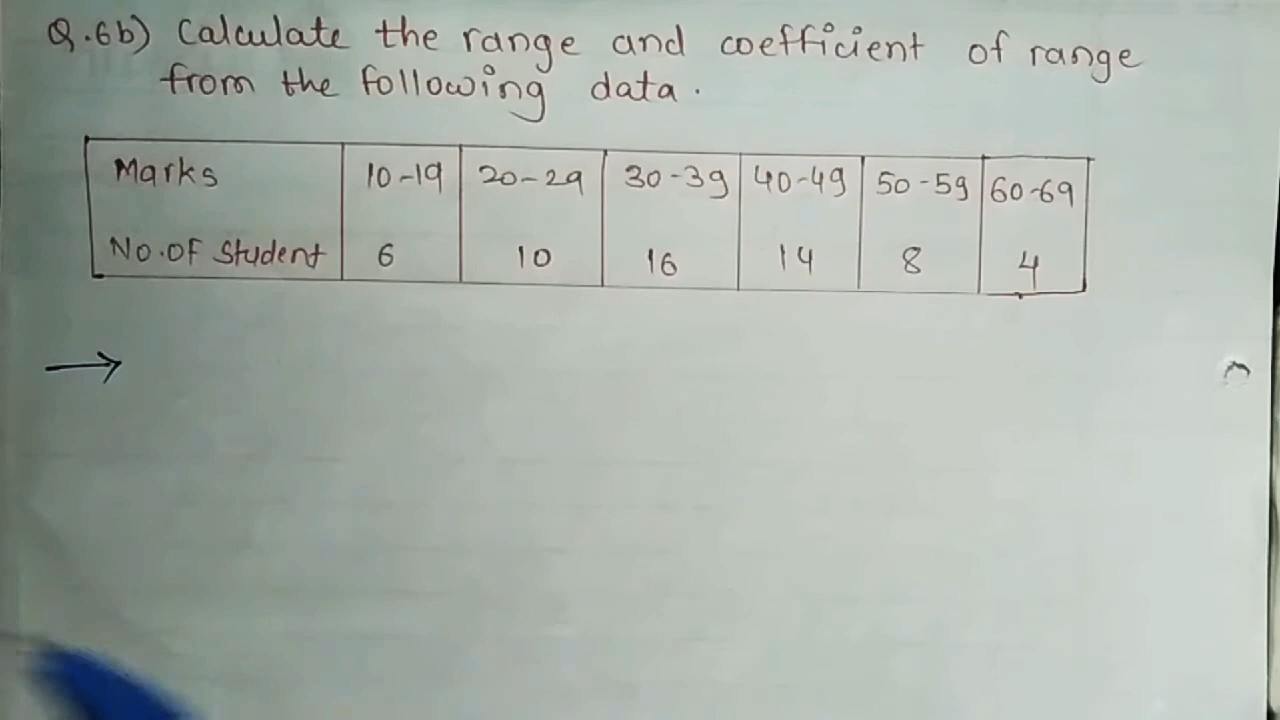 Q.6b) Calculate the range and coefficient of range
from the following data.
Marks 10-19 20-29 30-39 40-49 50-59 60-69
No.of Student 6 10 16 14 8 4